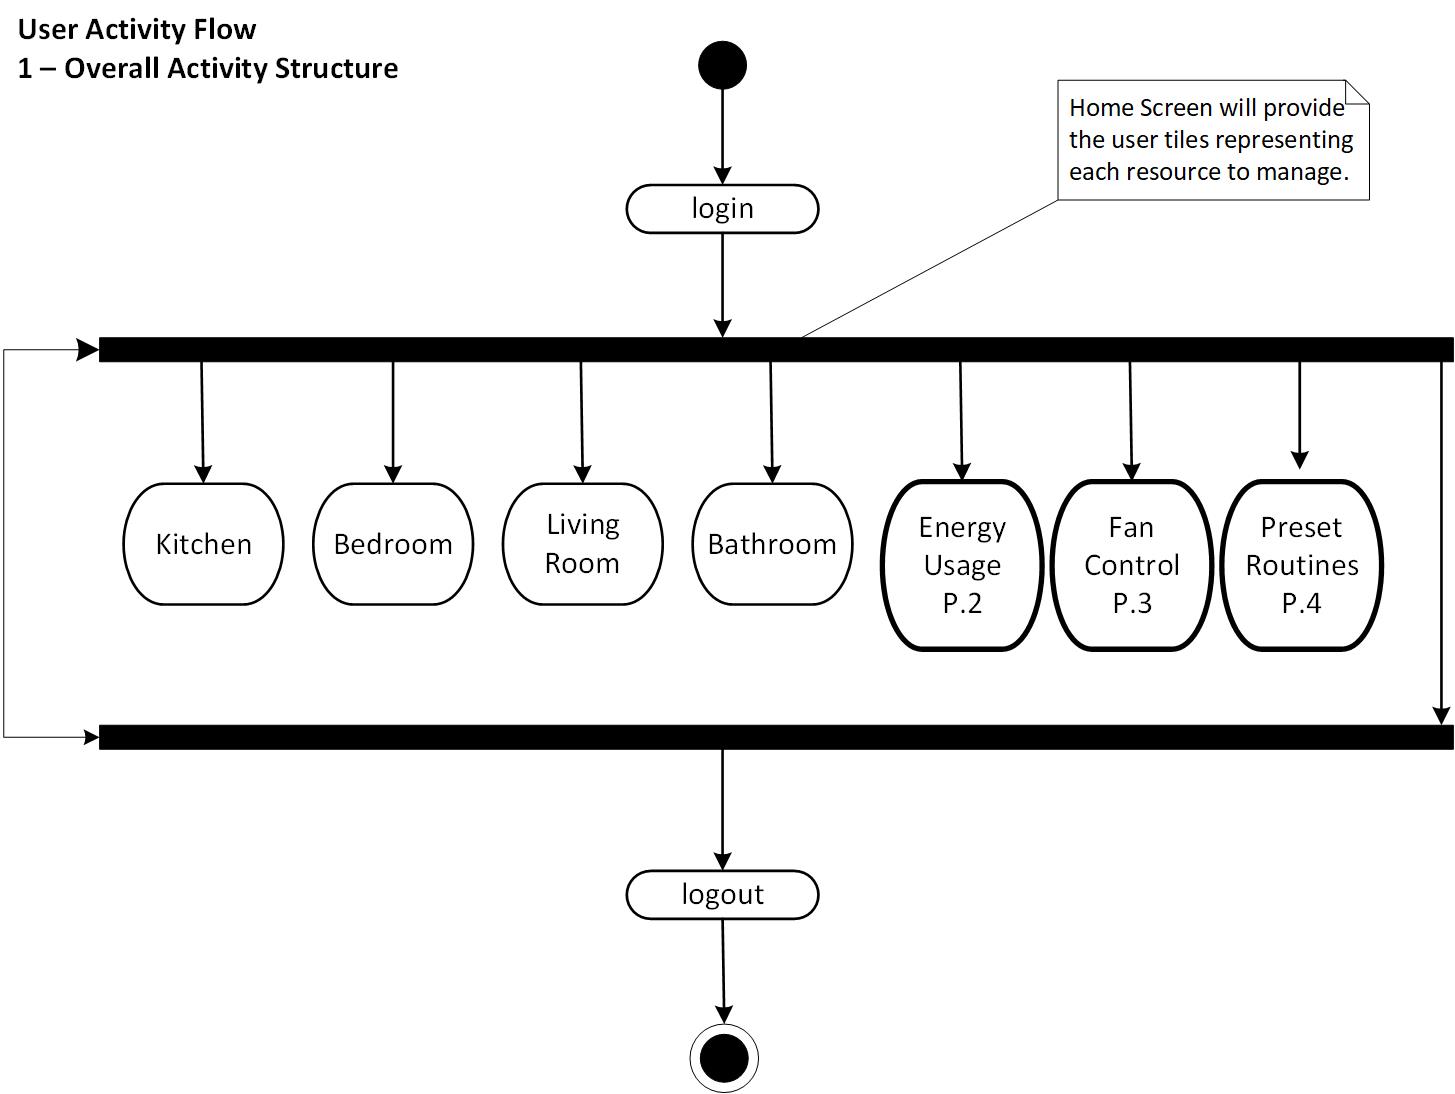 User Activity Flow
1 – Overall Activity Structure
Home Screen will provide
the user tiles representing
each resource to manage.
login
Kitchen
Bedroom
Living
Room
Bathroom
Energy
Usage
P.2
Fan
Control
P.3
Preset
Routines
P.4
logout